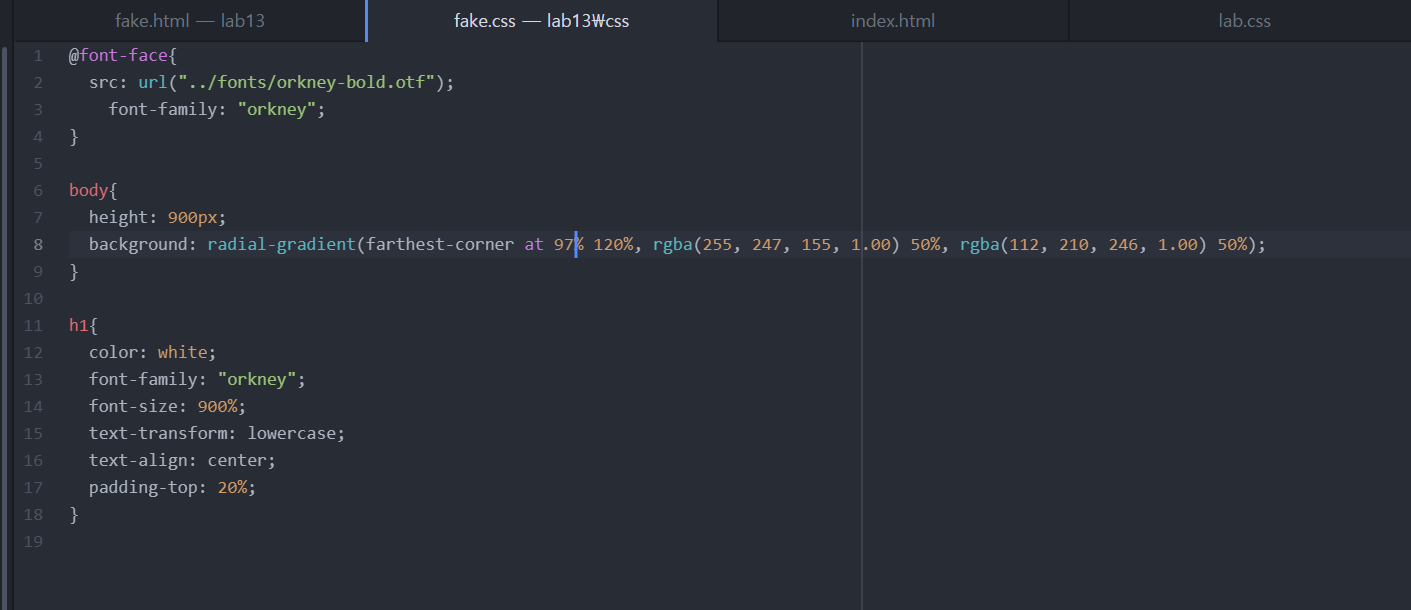 fake.html — lab13 fake.css — lab13₩css index.html lab.css
1 @font-face{
2   src: url("../fonts/orkney-bold.otf");
3     font-family: "orkney";
4 }
5
6 body{
7   height: 900px;
8   background: radial-gradient(farthest-corner at 97% 120%, rgba(255, 247, 155, 1.00) 50%, rgba(112, 210, 246, 1.00) 50%);
9 }
10
11 h1{
12   color: white;
13   font-family: "orkney";
14   font-size: 900%;
15   text-transform: lowercase;
16   text-align: center;
17   padding-top: 20%;
18 }
19